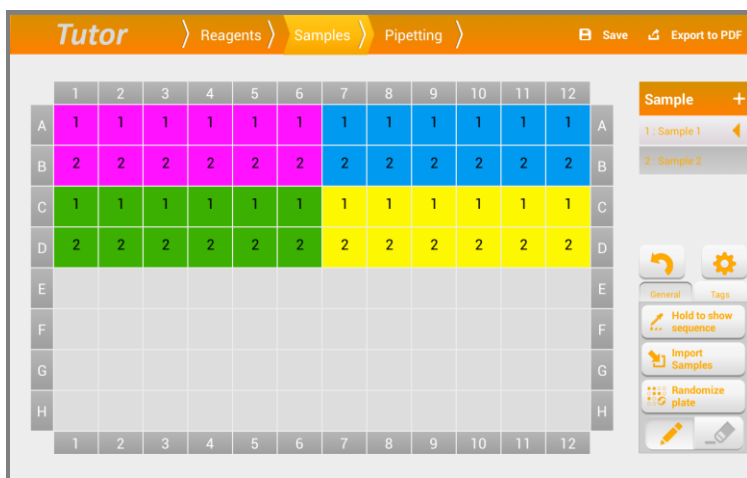 Tutor Reagents Samples Pipetting Save Export to PDF
1 2 3 4 5 6 7 8 9 10 11 12
A 1 1 1 1 1 1 1 1 1 1 1 1 A
B 2 2 2 2 2 2 2 2 2 2 2 2 B
C 1 1 1 1 1 1 1 1 1 1 1 1 C
D 2 2 2 2 2 2 2 2 2 2 2 2 D
E E
F F
G G
H H
1 2 3 4 5 6 7 8 9 10 11 12
Sample +
1 : Sample 1
2 : Sample 2
General Tags
Hold to show
sequence
Import
Samples
Randomize
plate